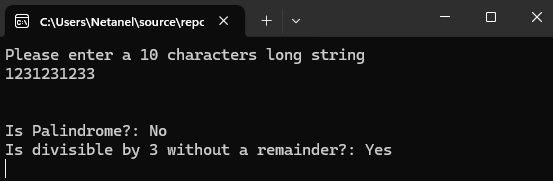 C:\Users\Netanel\source\repo
Please enter a 10 characters long string
1231231233
Is Palindrome?: No
Is divisible by 3 without a remainder?: Yes